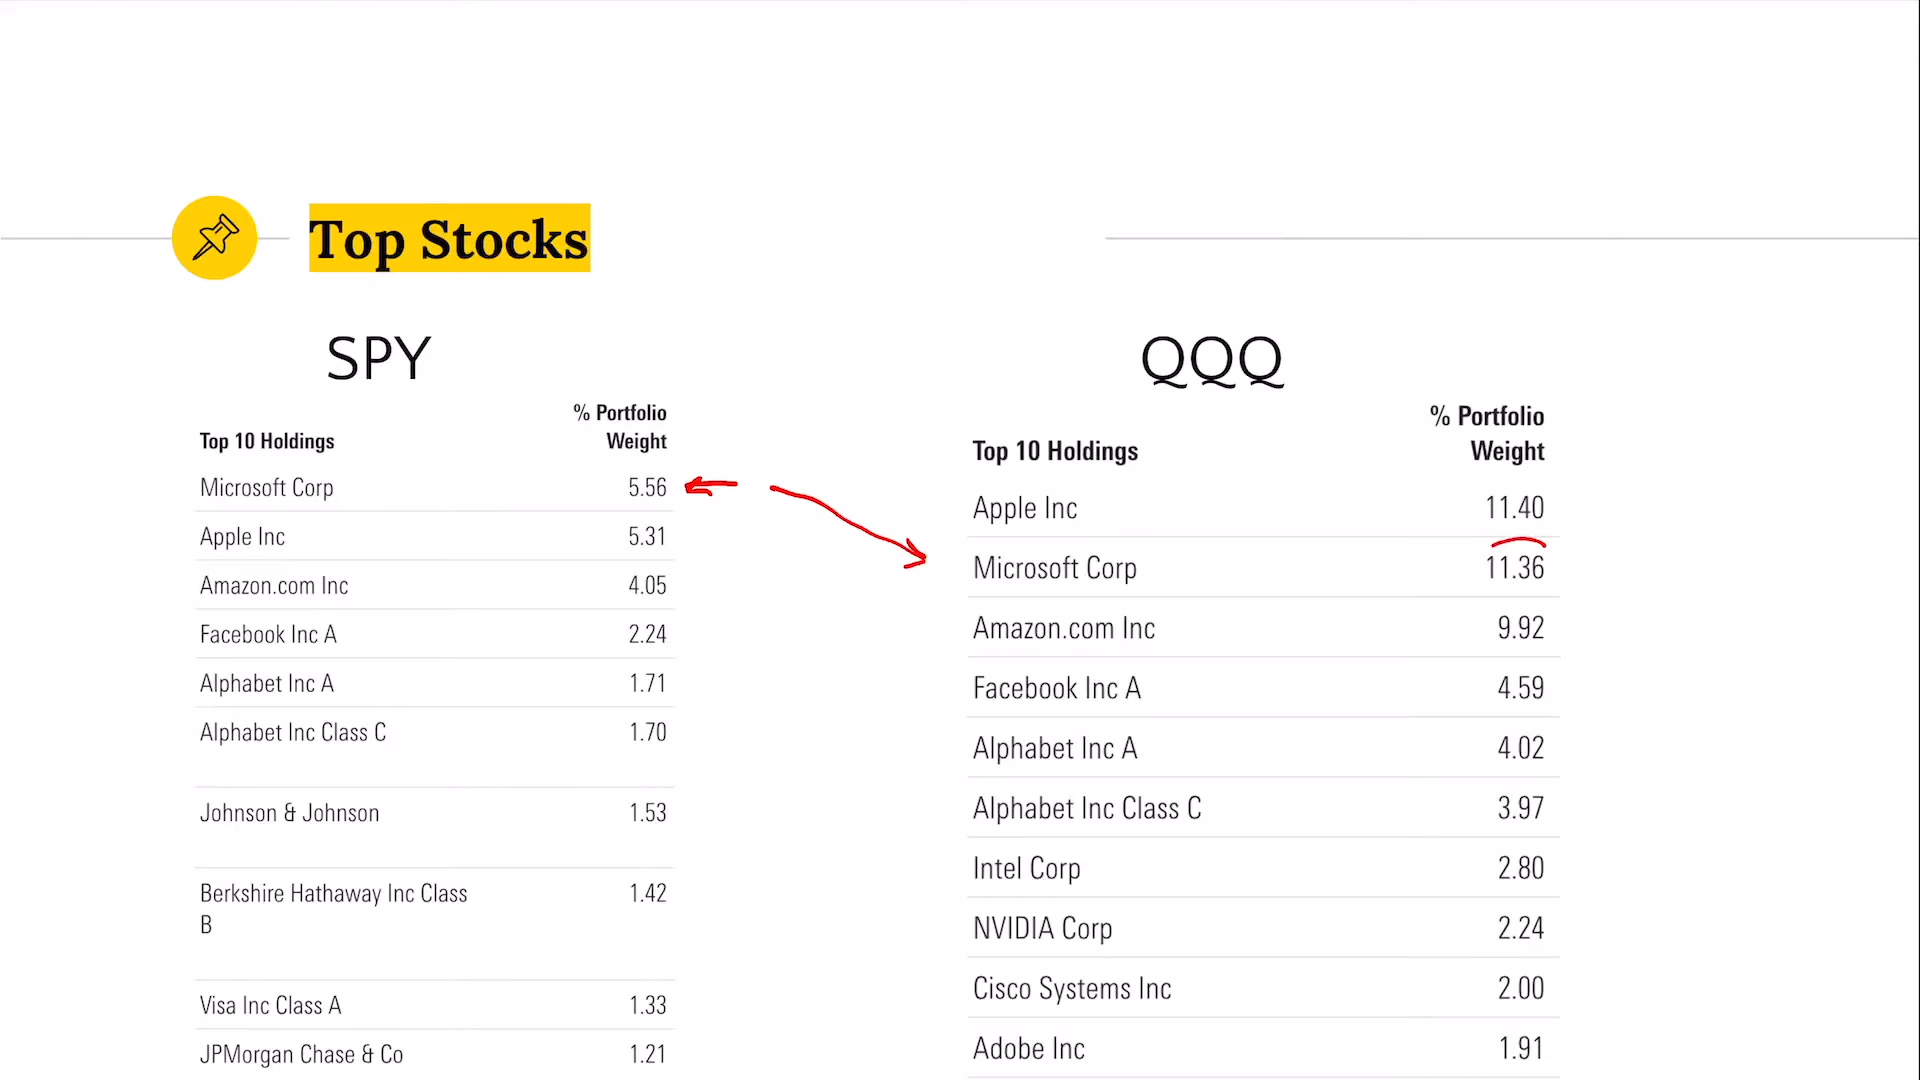 Top Stocks
SPY
% Portfolio
Top 10 Holdings Weight
Microsoft Corp 5.56
Apple Inc 5.31
Amazon.com Inc 4.05
Facebook Inc A 2.24
Alphabet Inc A 1.71
Alphabet Inc Class C 1.70
Johnson & Johnson 1.53
Berkshire Hathaway Inc Class 1.42
B
Visa Inc Class A 1.33
JPMorgan Chase & Co 1.21
QQQ
% Portfolio
Top 10 Holdings Weight
Apple Inc 11.40
Microsoft Corp 11.36
Amazon.com Inc 9.92
Facebook Inc A 4.59
Alphabet Inc A 4.02
Alphabet Inc Class C 3.97
Intel Corp 2.80
NVIDIA Corp 2.24
Cisco Systems Inc 2.00
Adobe Inc 1.91